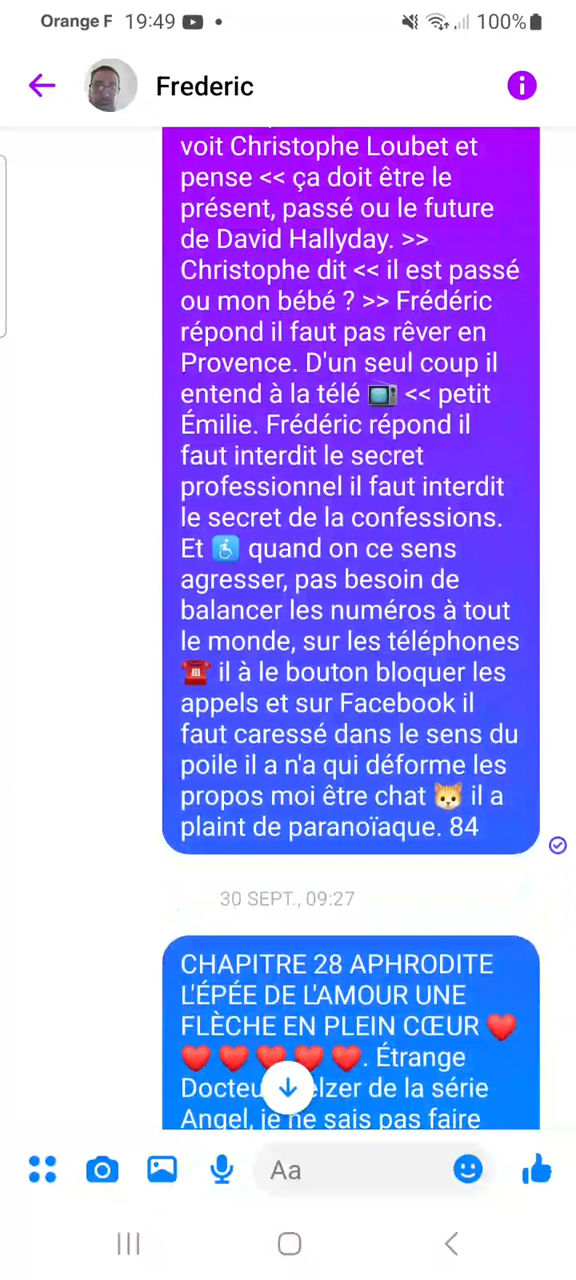 Orange F 19:49 100%
Frederic
voit Christophe Loubet et
pense << ça doit être le
présent, passé ou le future
de David Hallyday. >>
Christophe dit << il est passé
ou mon bébé ? >> Frédéric
répond il faut pas rêver en
Provence. D'un seul coup il
entend à la télé 📺 << petit
Émilie. Frédéric répond il
faut interdit le secret
professionnel il faut interdit
le secret de la confessions.
Et ♿ quand on ce sens
agresser, pas besoin de
balancer les numéros à tout
le monde, sur les téléphones
☎️ il à le bouton bloquer les
appels et sur Facebook il
faut caressé dans le sens du
poile il a n'a qui déforme les
propos moi être chat 🐱 il a
plaint de paranoïaque. 84
30 SEPT., 09:27
CHAPITRE 28 APHRODITE
L'ÉPÉE DE L'AMOUR UNE
FLÈCHE EN PLEIN CŒUR ♥️
♥️ ♥️ ♥️ ♥️ ♥️. Étrange
de la série
Angel, je ne sais pas faire
Aa